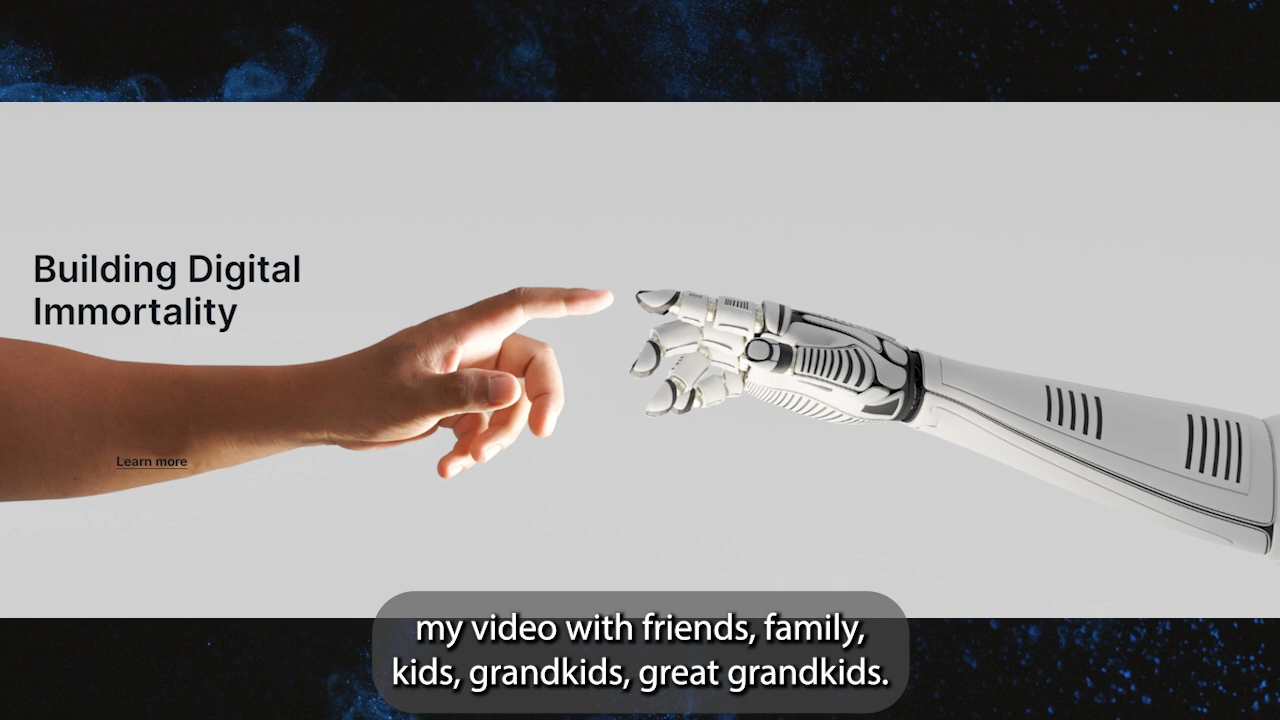 Building Digital
Immortality
Learn more
my video with friends, family,
kids, grandkids, great grandkids.